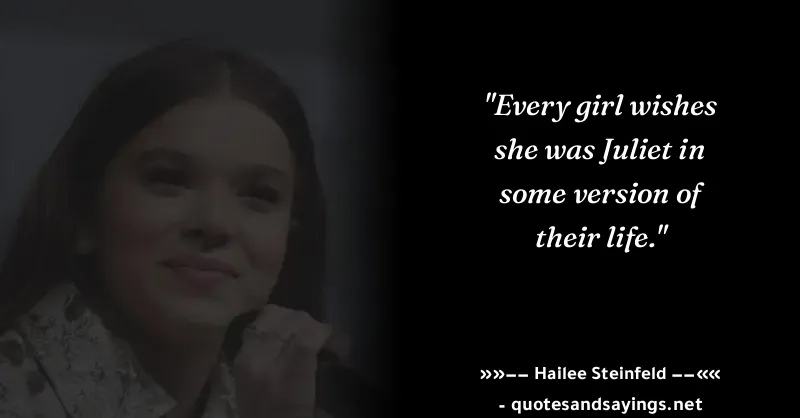 "Every girl wishes
she was Juliet in
some version of
their life."
»»−− Hailee Steinfeld −−««
- quotesandsayings.net